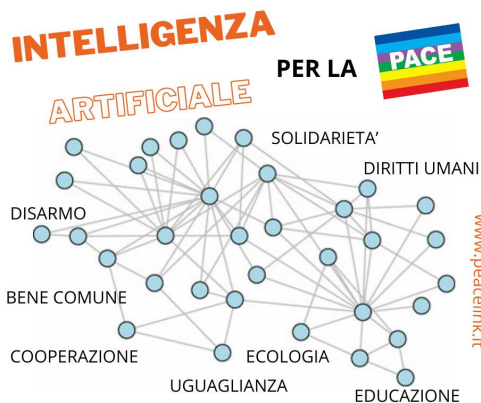 INTELLIGENZA
PER LA
PACE
ARTIFICIALE
SOLIDARIETA'
DIRITTI UMANI
DISARMO
www.peacelink.it
BENE COMUNE
COOPERAZIONE
ECOLOGIA
UGUAGLIANZA
EDUCAZIONE